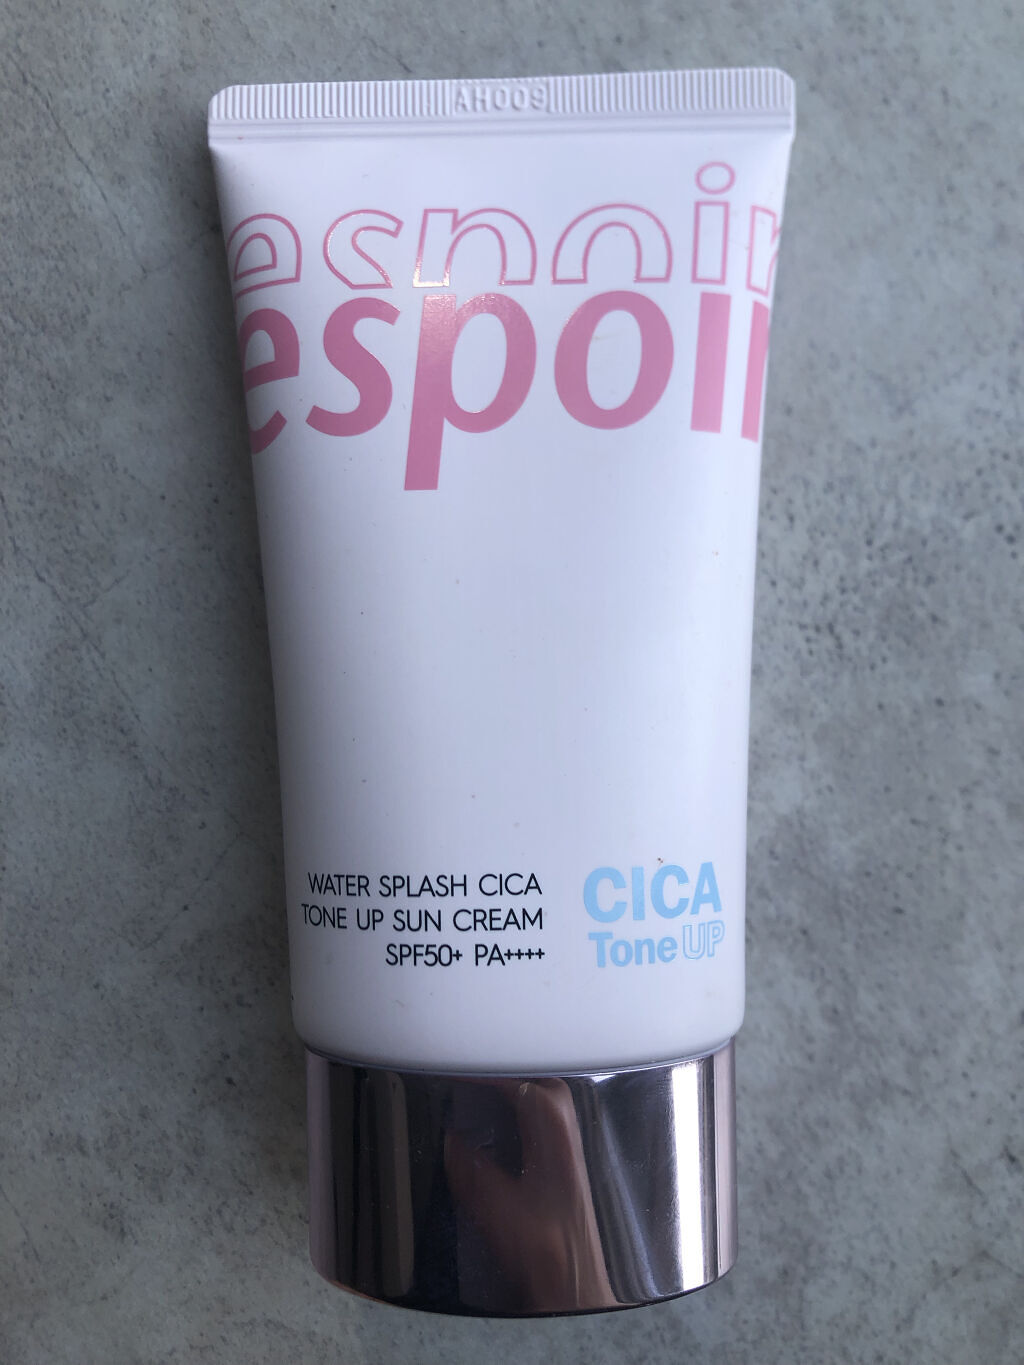 AH009
espoir
espoir
WATER SPLASH CICA
TONE UP SUN CREAM
SPF50+ PA++++
CICA
Tone UP